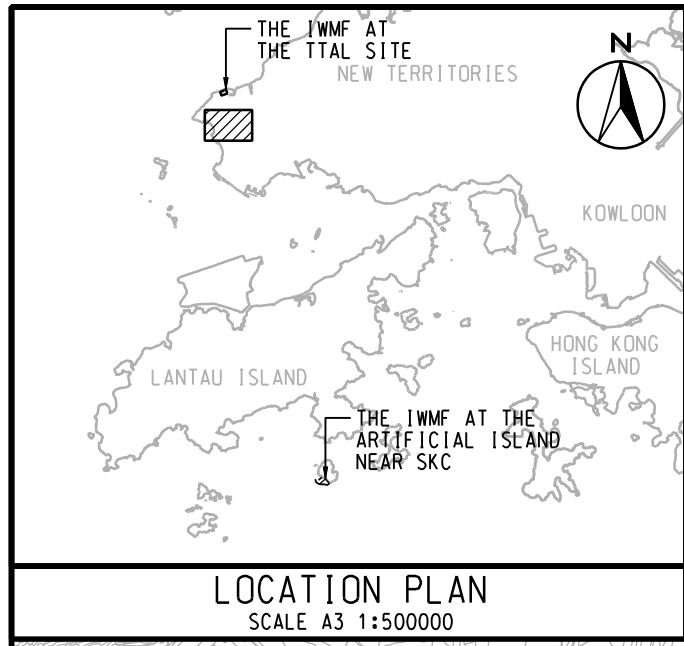 THE IWMF AT
THE TTAL SITE
NEW TERRITORIES
N
KOWLOON
HONG KONG
ISLAND
LANTAU ISLAND
THE IWMF AT THE
ARTIFICIAL ISLAND
NEAR SKC
LOCATION PLAN
SCALE A3 1:500000